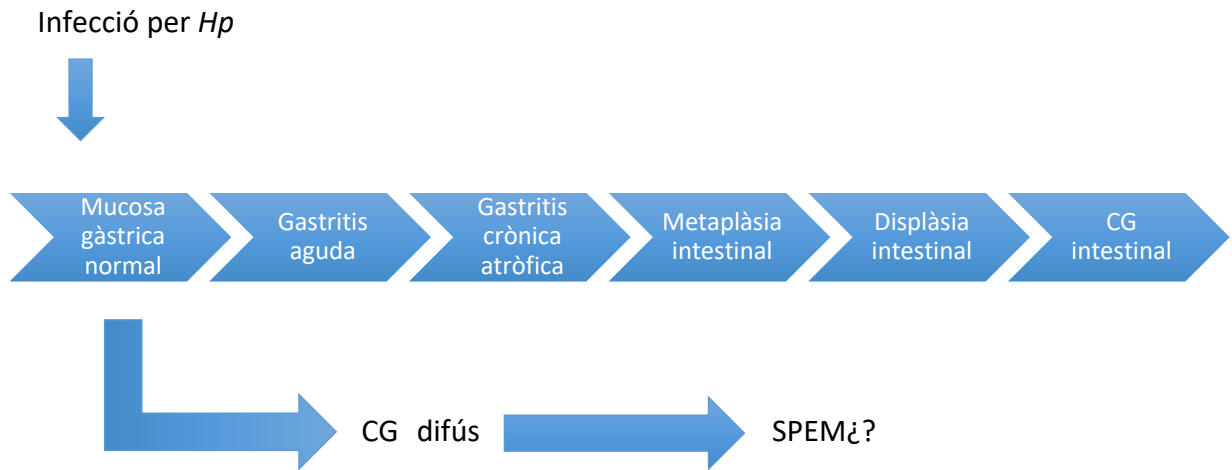 Infecció per Hp
Mucosa
gàstrica
normal
Gastritis
aguda
Gastritis
crònica
atròfica
Metaplàsia
intestinal
Displàsia
intestinal
CG
intestinal
CG difús
SPEM¿?